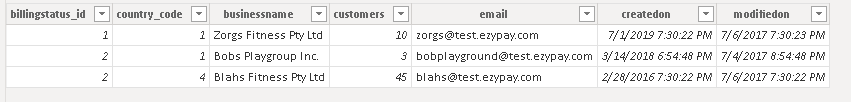 billingstatus_id country_code businessname customers email createdon modifiedon
1 1 Zorgs Fitness Pty Ltd 10 zorgs@test.ezypay.com 7/1/2019 7:30:22 PM 7/6/2017 7:30:23 PM
2 1 Bobs Playgroup Inc. 3 bobplayground@test.ezypay.com 3/14/2018 6:54:48 PM 7/4/2017 8:54:48 PM
2 4 Blahs Fitness Pty Ltd 45 blahs@test.ezypay.com 2/28/2016 7:30:22 PM 7/6/2017 7:30:22 PM